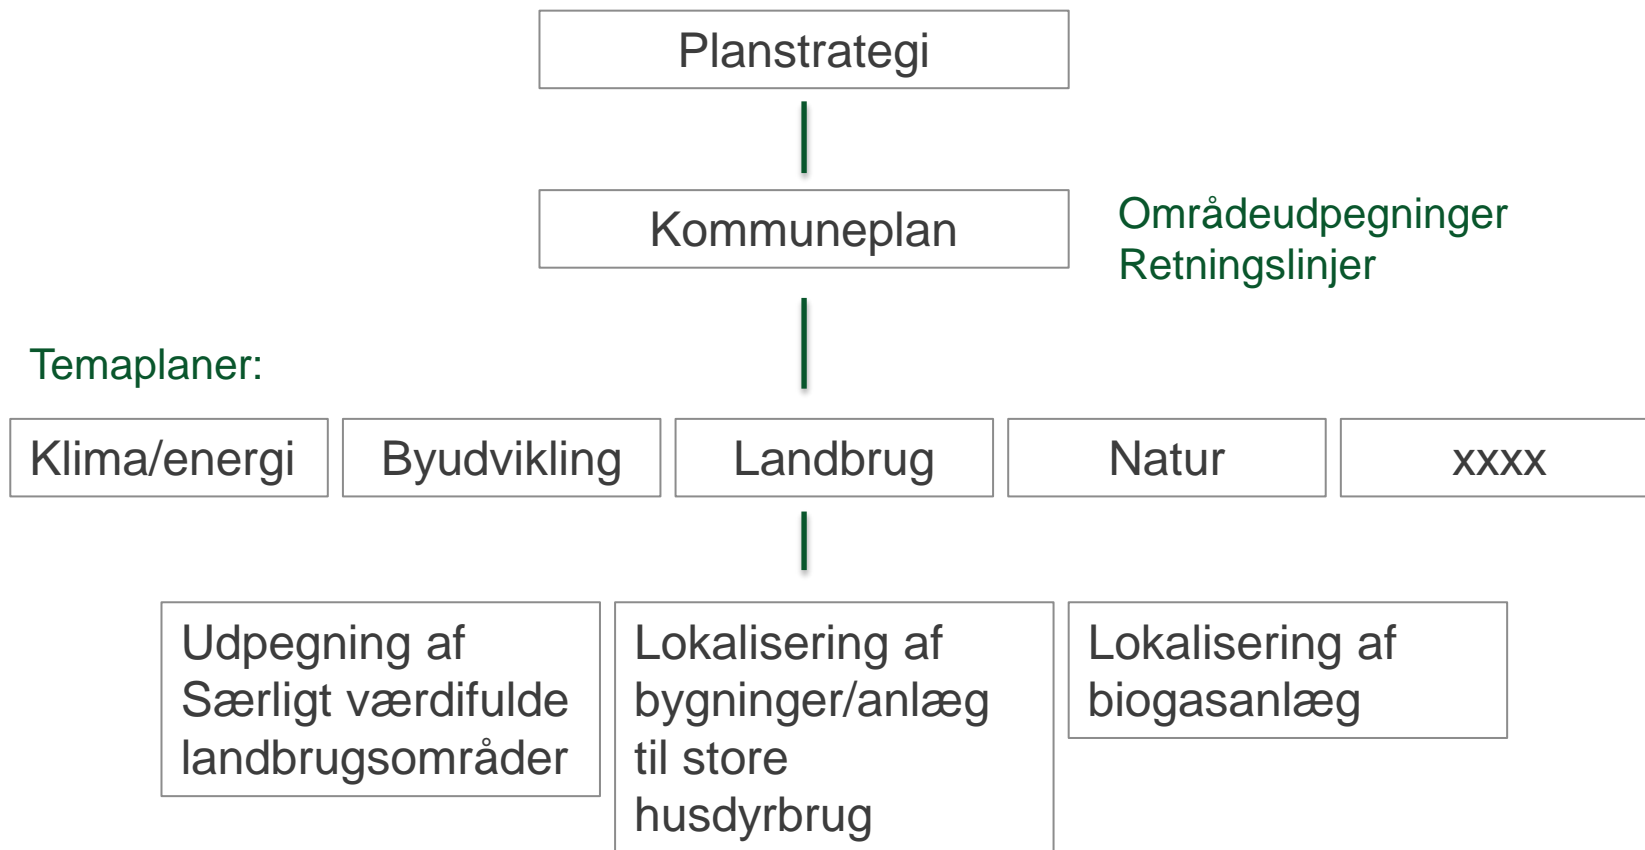 Planstrategi
Kommuneplan
Områdeudpegninger
Retningslinjer
Temaplaner:
Klima/energi
Byudvikling
Landbrug
Natur
xxxx
Udpegning af
Særligt værdifulde
landbrugsområder
Lokalisering af
bygninger/anlæg
til store
husdyrbrug
Lokalisering af
biogasanlæg